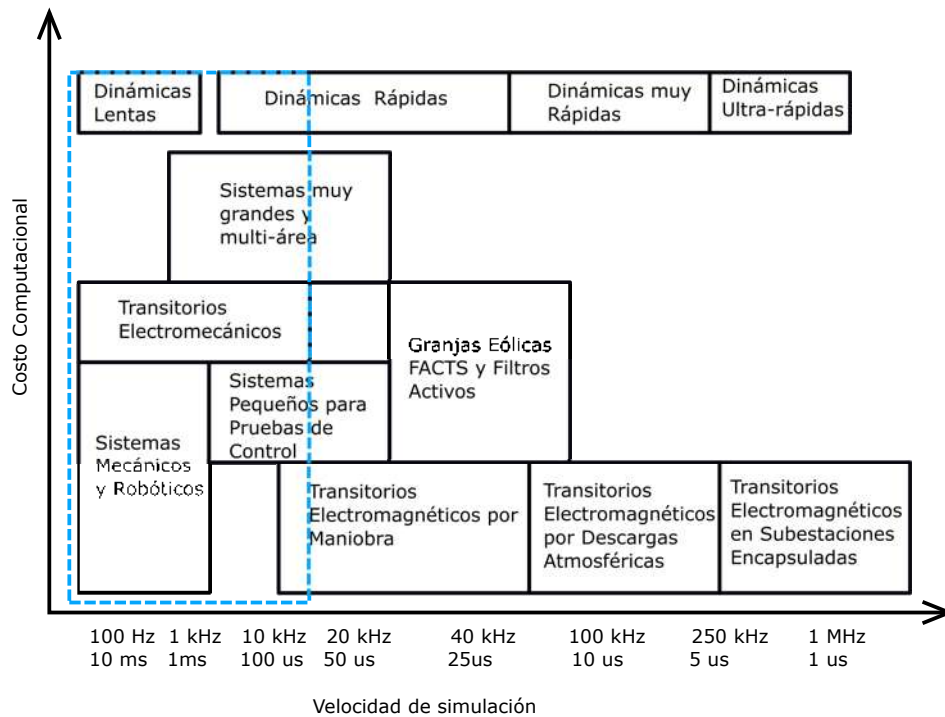 Costo Computacional
Dinámicas
Lentas
Dinámicas Rápidas
Dinámicas muy
Rápidas
Dinámicas
Ultra-rápidas
Sistemas muy
grandes y
multi-área
Transitorios
Electromecánicos
Granjas Eólicas
FACTS y Filtros
Activos
Sistemas
Pequeños para
Pruebas de
Control
Sistemas
Mecánicos
y Robóticos
Transitorios
Electromagnéticos por
Maniobra
Transitorios
Electromagnéticos
por Descargas
Atmosféricas
Transitorios
Electromagnéticos
en Subestaciones
Encapsuladas
100 Hz 1 kHz 10 kHz 20 kHz 40 kHz 100 kHz 250 kHz 1 MHz
10 ms 1ms 100 us 50 us 25us 10 us 5 us 1 us
Velocidad de simulación